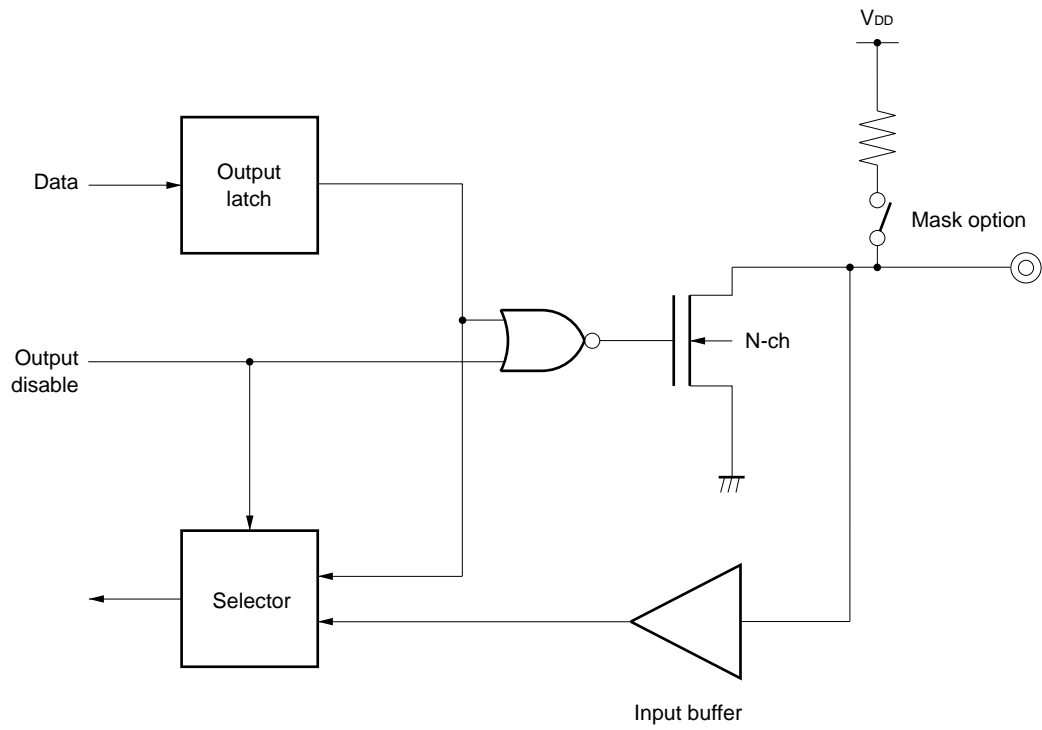 VDD
Data
Output
latch
Mask option
N-ch
Output
disable
Selector
Input buffer